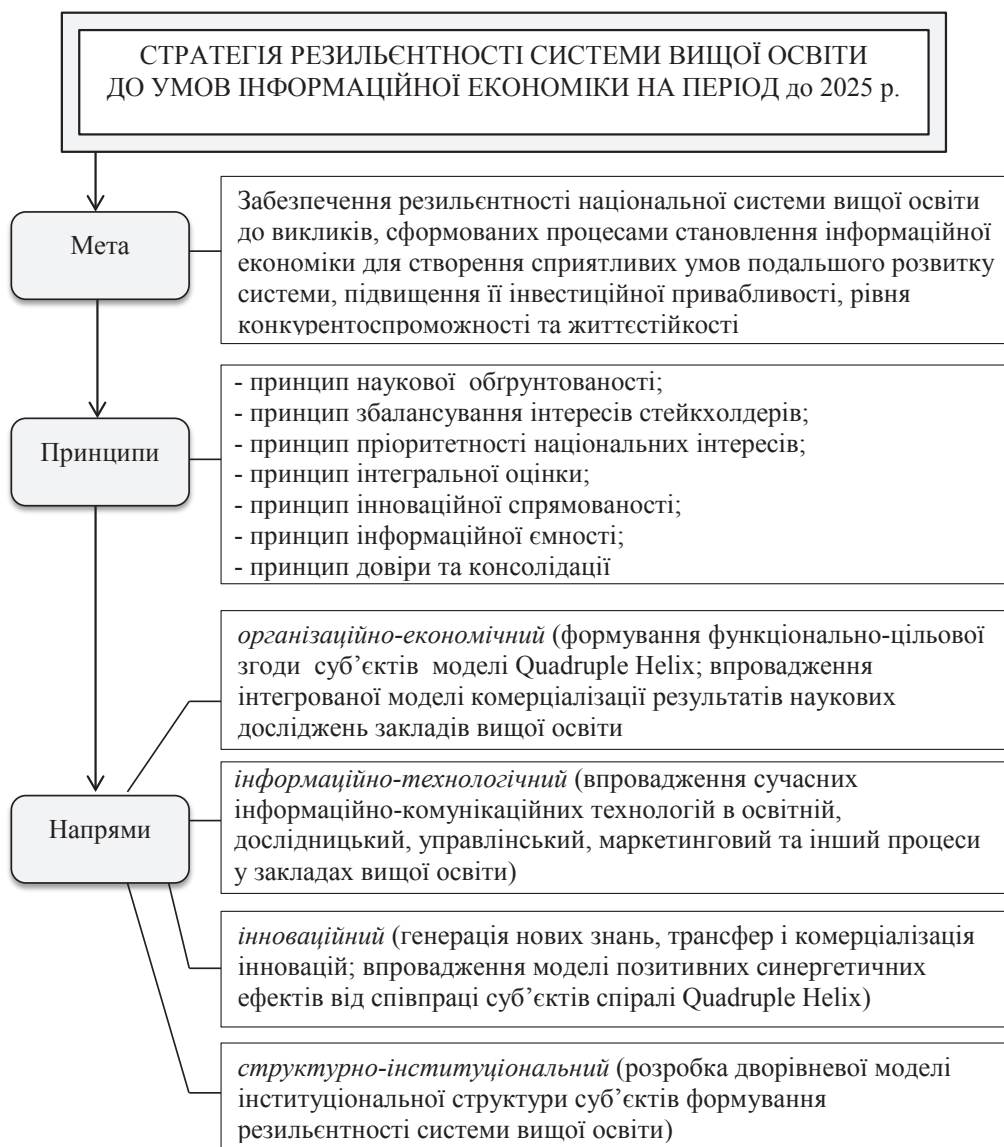 СТРАТЕГІЯ РЕЗИЛЬЄНТНОСТІ СИСТЕМИ ВИЩОЇ ОСВІТИ
ДО УМОВ ІНФОРМАЦІЙНОЇ ЕКОНОМІКИ НА ПЕРІОД до 2025 р.
Мета
Забезпечення резильєнтності національної системи вищої освіти
до викликів, сформованих процесами становлення інформаційної
економіки для створення сприятливих умов подальшого розвитку
системи, підвищення її інвестиційної привабливості, рівня
конкурентоспроможності та життєстійкості
Принципи
- принцип наукової обґрунтованості;
- принцип збалансування інтересів стейкхолдерів;
- принцип пріоритетності національних інтересів;
- принцип інтегральної оцінки;
- принцип інноваційної спрямованості;
- принцип інформаційної ємності;
- принцип довіри та консолідації
Напрями
організаційно-економічний (формування функціонально-цільової
згоди суб’єктів моделі Quadruple Helix; впровадження
інтегрованої моделі комерціалізації результатів наукових
досліджень закладів вищої освіти
інформаційно-технологічний (впровадження сучасних
інформаційно-комунікаційних технологій в освітній,
дослідницький, управлінський, маркетинговий та інший процеси
у закладах вищої освіти)
інноваційний (генерація нових знань, трансфер і комерціалізація
інновацій; впровадження моделі позитивних синергетичних
ефектів від співпраці суб’єктів спіралі Quadruple Helix)
структурно-інституціональний (розробка дворівневої моделі
інституціональної структури суб’єктів формування
резильєнтності системи вищої освіти)